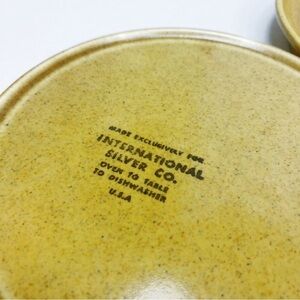 MADE EXCLUSIVELY FOR
INTERNATIONAL
SILVER CO.
OVEN TO TABLE
TO DISHWASHER
U.S.A